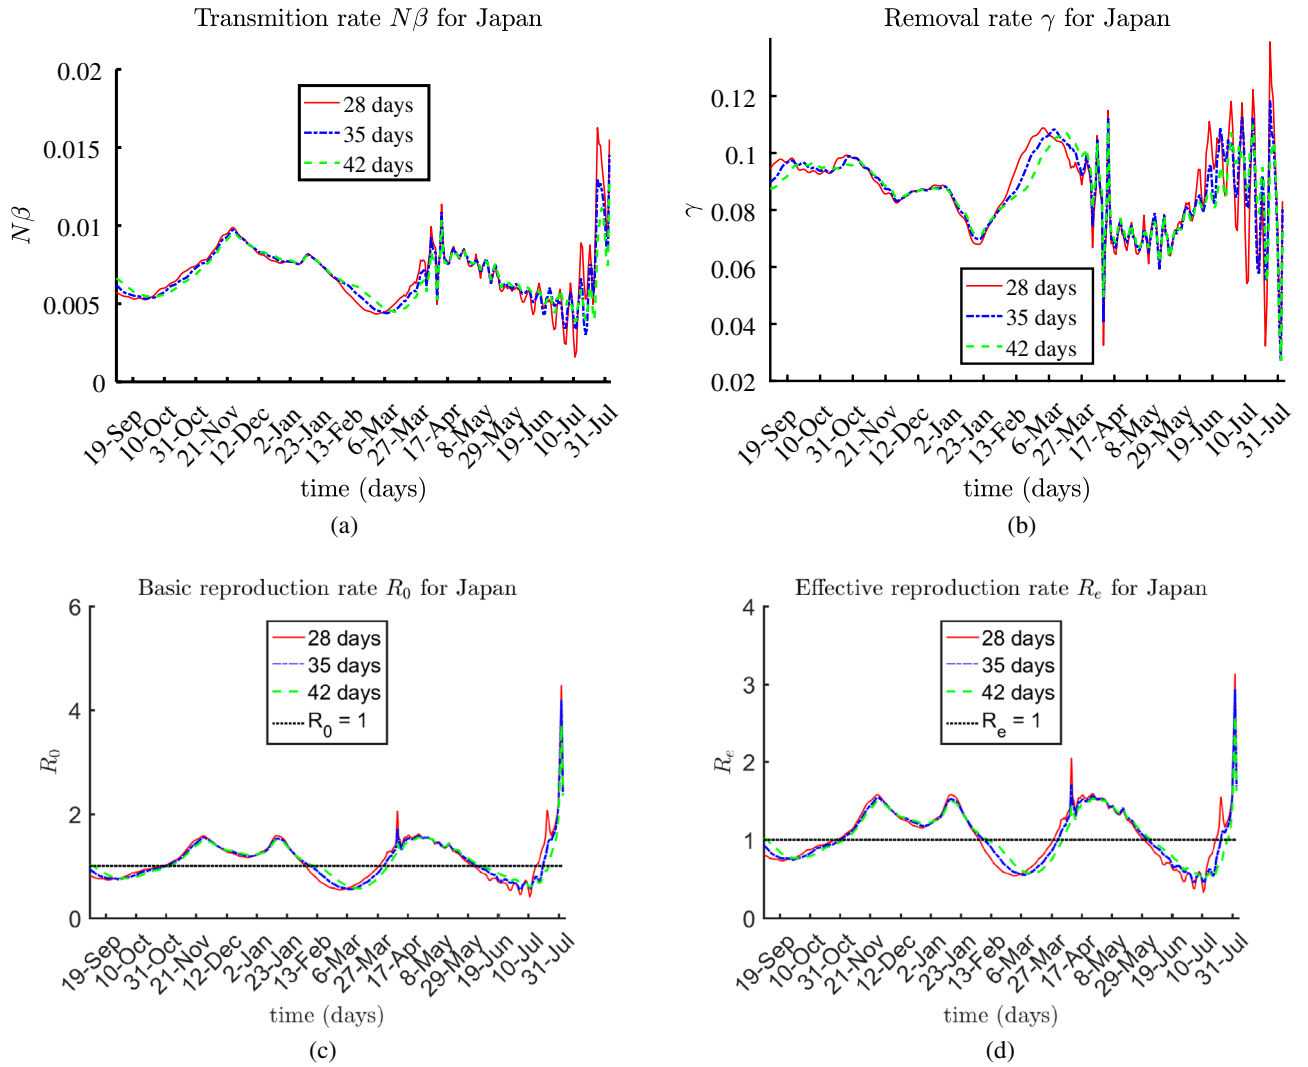 Transmition rate Nβ for Japan
0.02
0.015
0.01
0.005
0
Nβ
28 days
35 days
42 days
19-Sep
10-Oct
31-Oct
21-Nov
12-Dec
2-Jan
23-Jan
13-Feb
6-Mar
27-Mar
17-Apr
8-May
29-May
19-Jun
10-Jul
31-Jul
time (days)
(a)
Removal rate γ for Japan
0.12
0.1
0.08
0.06
0.04
0.02
γ
28 days
35 days
42 days
19-Sep
10-Oct
31-Oct
21-Nov
12-Dec
2-Jan
23-Jan
13-Feb
6-Mar
27-Mar
17-Apr
8-May
29-May
19-Jun
10-Jul
31-Jul
time (days)
(b)
Basic reproduction rate R0 for Japan
6
4
2
0
R0
28 days
35 days
42 days
R0 = 1
19-Sep
10-Oct
31-Oct
21-Nov
12-Dec
2-Jan
23-Jan
13-Feb
6-Mar
27-Mar
17-Apr
8-May
29-May
19-Jun
10-Jul
31-Jul
time (days)
(c)
Effective reproduction rate Re for Japan
4
3
2
1
0
Re
28 days
35 days
42 days
Re = 1
19-Sep
10-Oct
31-Oct
21-Nov
12-Dec
2-Jan
23-Jan
13-Feb
6-Mar
27-Mar
17-Apr
8-May
29-May
19-Jun
10-Jul
31-Jul
time (days)
(d)